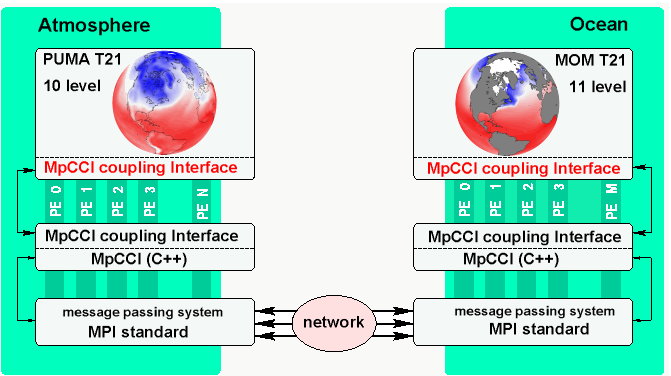 Atmosphere
PUMA T21
10 level
MpCCI coupling Interface
PE 0
PE 1
PE 2
PE 3
PE N
MpCCI coupling Interface
MpCCI (C++)
message passing system
MPI standard
network
Ocean
MOM T21
11 level
MpCCI coupling Interface
PE 0
PE 1
PE 2
PE 3
PE M
MpCCI coupling Interface
MpCCI (C++)
message passing system
MPI standard